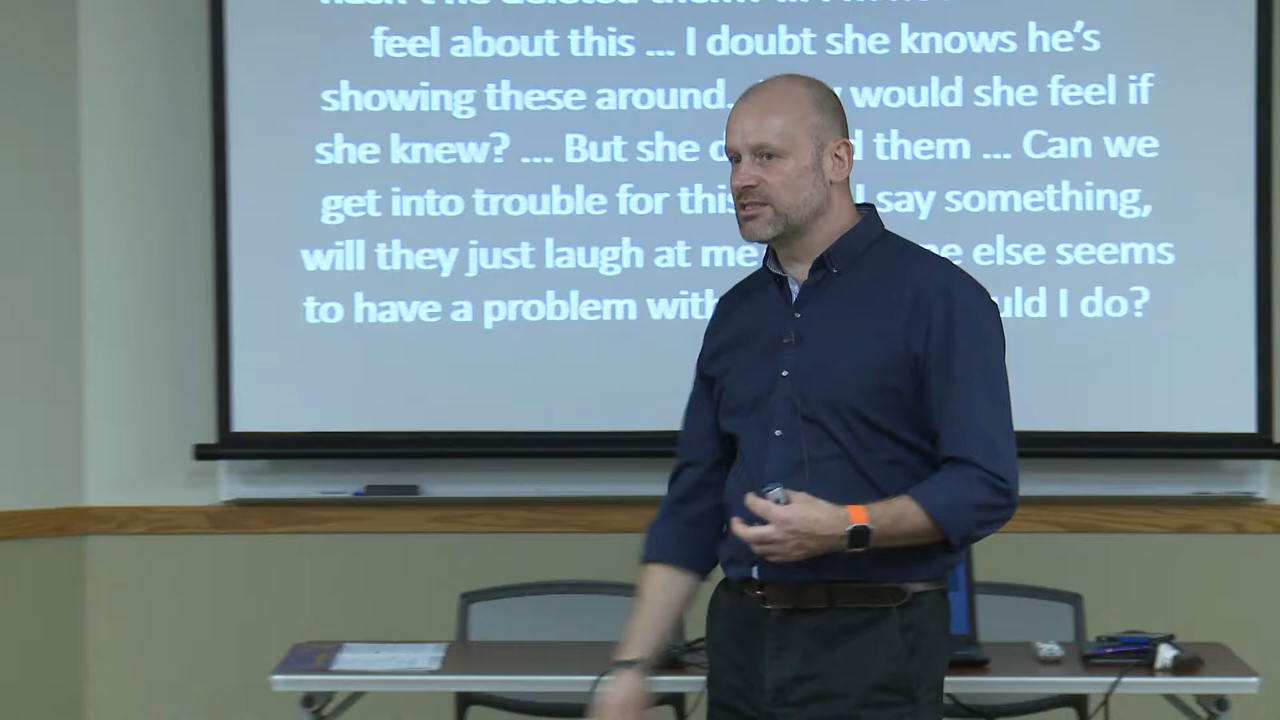 feel about this ... I doubt she knows he's
showing these around. would she feel if
she knew? ... But she them ... Can we
get into trouble for this say something,
will they just laugh at me else seems
to have a problem with I do?